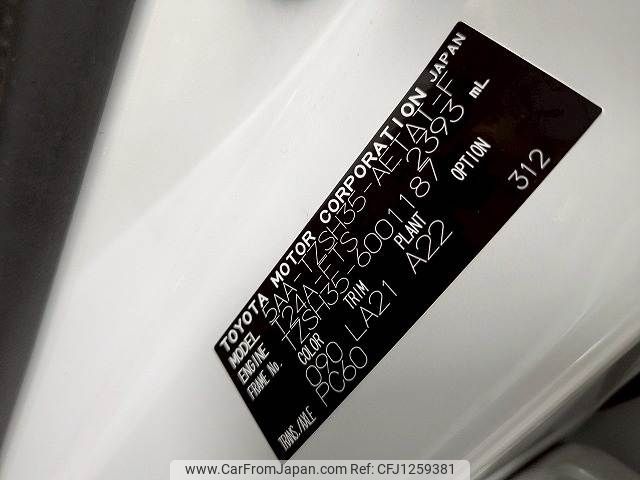 TOYOTA MOTOR CORPORATION JAPAN
MODEL 5AA-TZSH35-AETAT-F
ENGINE T24A-FTS 2393 mL
FRAME No. TZSH35-6001187
COLOR TRIM PLANT OPTION
090 LA21 A22 312
TRANS./AXLE PC60
www.CarFromJapan.com | © CarFromJapan | CFJ1259381